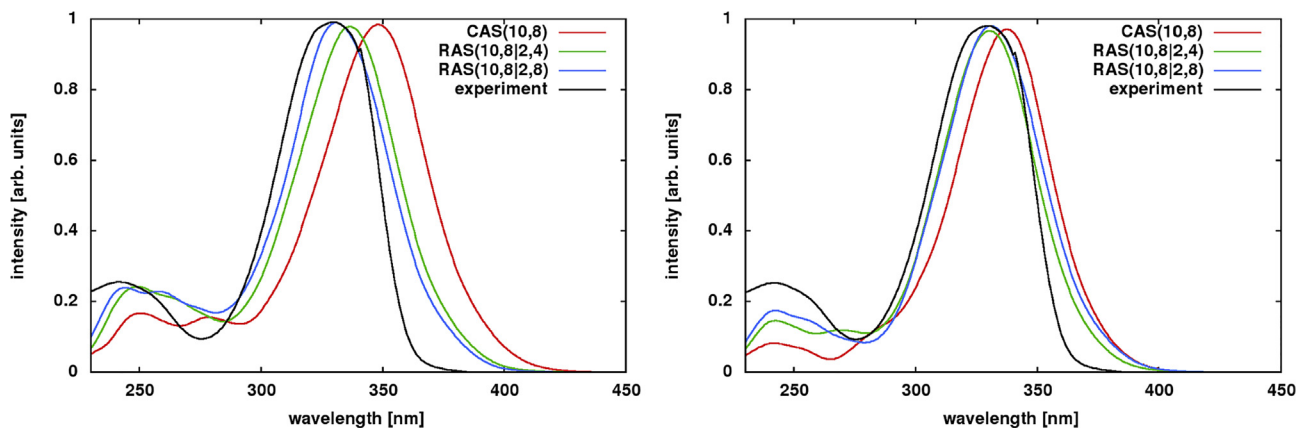 CAS(10,8)
RAS(10,8|2,4)
RAS(10,8|2,8)
experiment
1
0.8
0.6
0.4
0.2
0
250
300
350
400
450
intensity [arb. units]
wavelength [nm]
CAS(10,8)
RAS(10,8|2,4)
RAS(10,8|2,8)
experiment
1
0.8
0.6
0.4
0.2
0
250
300
350
400
450
intensity [arb. units]
wavelength [nm]